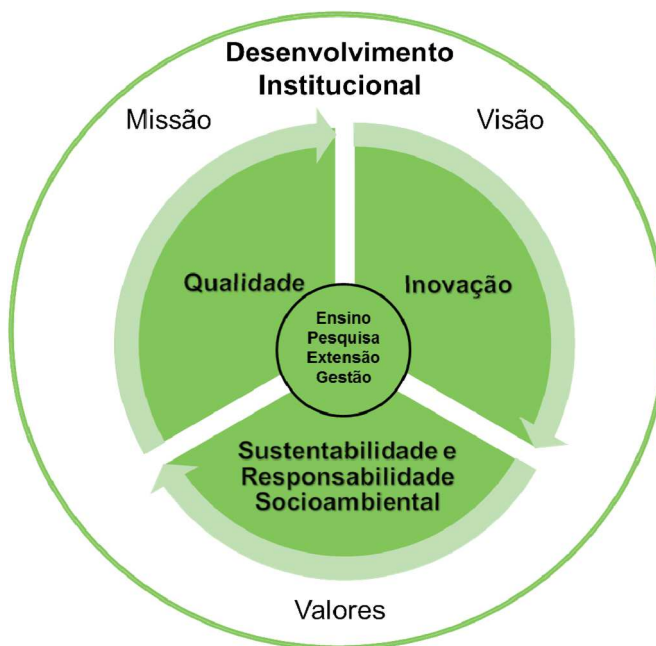 Desenvolvimento
Institucional
Missão
Visão
Qualidade
Inovação
Ensino
Pesquisa
Extensão
Gestão
Sustentabilidade e
Responsabilidade
Socioambiental
Valores